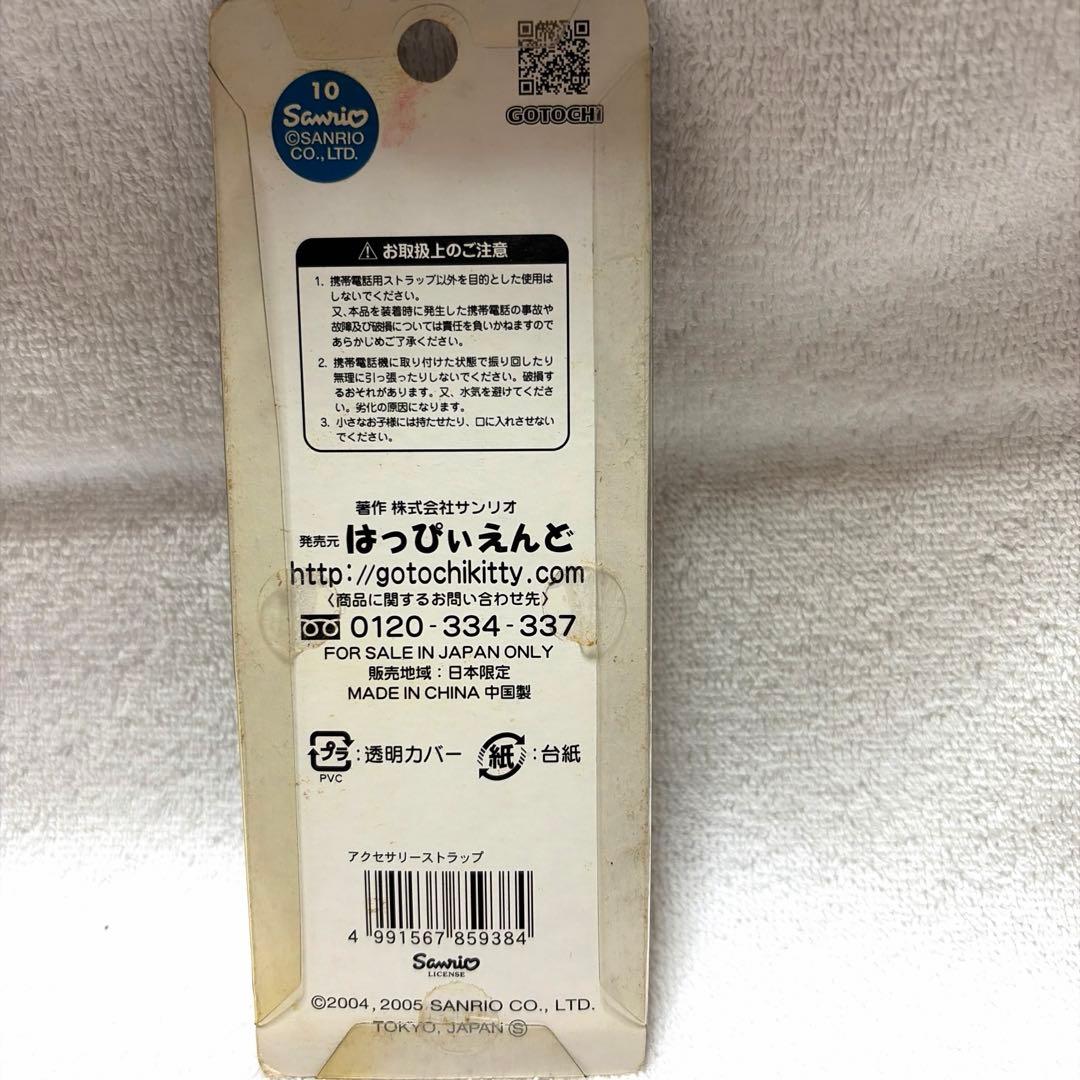 10
Sanrio
©SANRIO
CO.,LTD.
GOTOCHI
⚠ お取扱上のご注意
1. 携帯電話用ストラップ以外を目的とした使用は
しないでください。
又、本品を装着時に発生した携帯電話の事故や
故障及び破損については責任を負いかねますので
あらかじめご了承ください。
2. 携帯電話機に取り付けた状態で振り回したり
無理に引っ張ったりしないでください。破損す
るおそれがあります。又、水気を避けてくださ
い。劣化の原因になります。
3. 小さなお子様には持たせたり、口に入れさせない
でください。
著作 株式会社サンリオ
発売元 はっぴぃえんど
http://gotochikitty.com
〈商品に関するお問い合わせ先〉
0120-334-337
FOR SALE IN JAPAN ONLY
販売地域：日本限定
MADE IN CHINA 中国製
プラ：透明カバー 紙：台紙
PVC
アクセサリーストラップ
4 991567 859384
Sanrio
LICENSE
©2004, 2005 SANRIO CO., LTD.
TOKYO, JAPAN Ⓢ